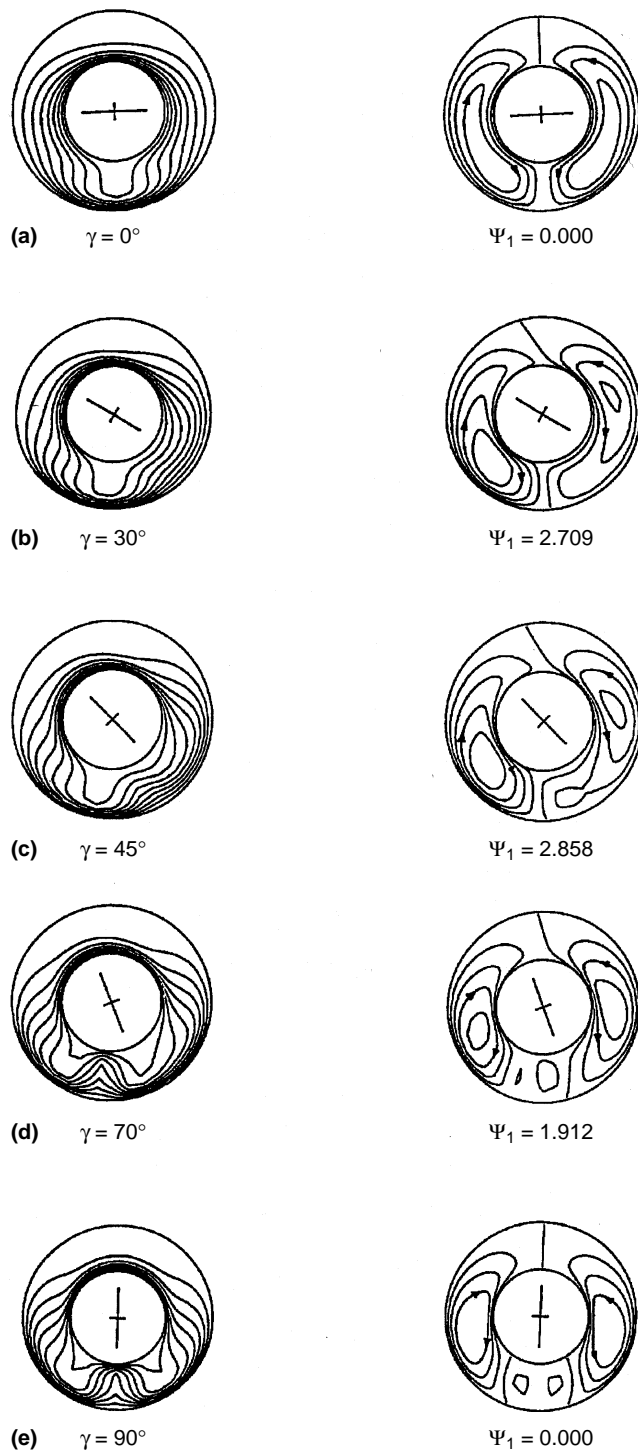 (a) γ = 0° Ψ₁ = 0.000
(b) γ = 30° Ψ₁ = 2.709
(c) γ = 45° Ψ₁ = 2.858
(d) γ = 70° Ψ₁ = 1.912
(e) γ = 90° Ψ₁ = 0.000